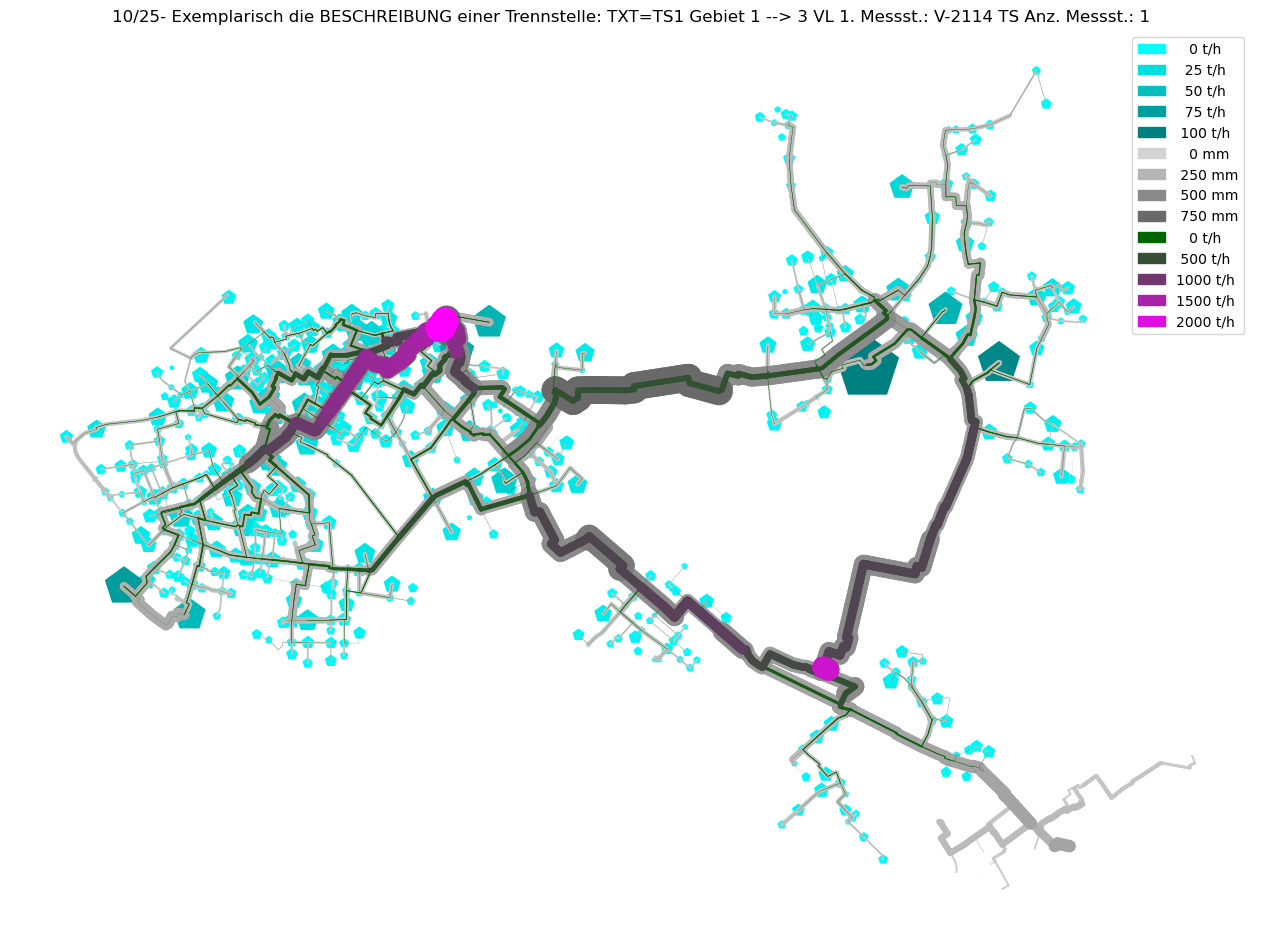 10/25- Exemplarisch die BESCHREIBUNG einer Trennstelle: TXT=TS1 Gebiet 1 --> 3 VL 1. Messst.: V-2114 TS Anz. Messst.: 1
0 t/h
25 t/h
50 t/h
75 t/h
100 t/h
0 mm
250 mm
500 mm
750 mm
0 t/h
500 t/h
1000 t/h
1500 t/h
2000 t/h